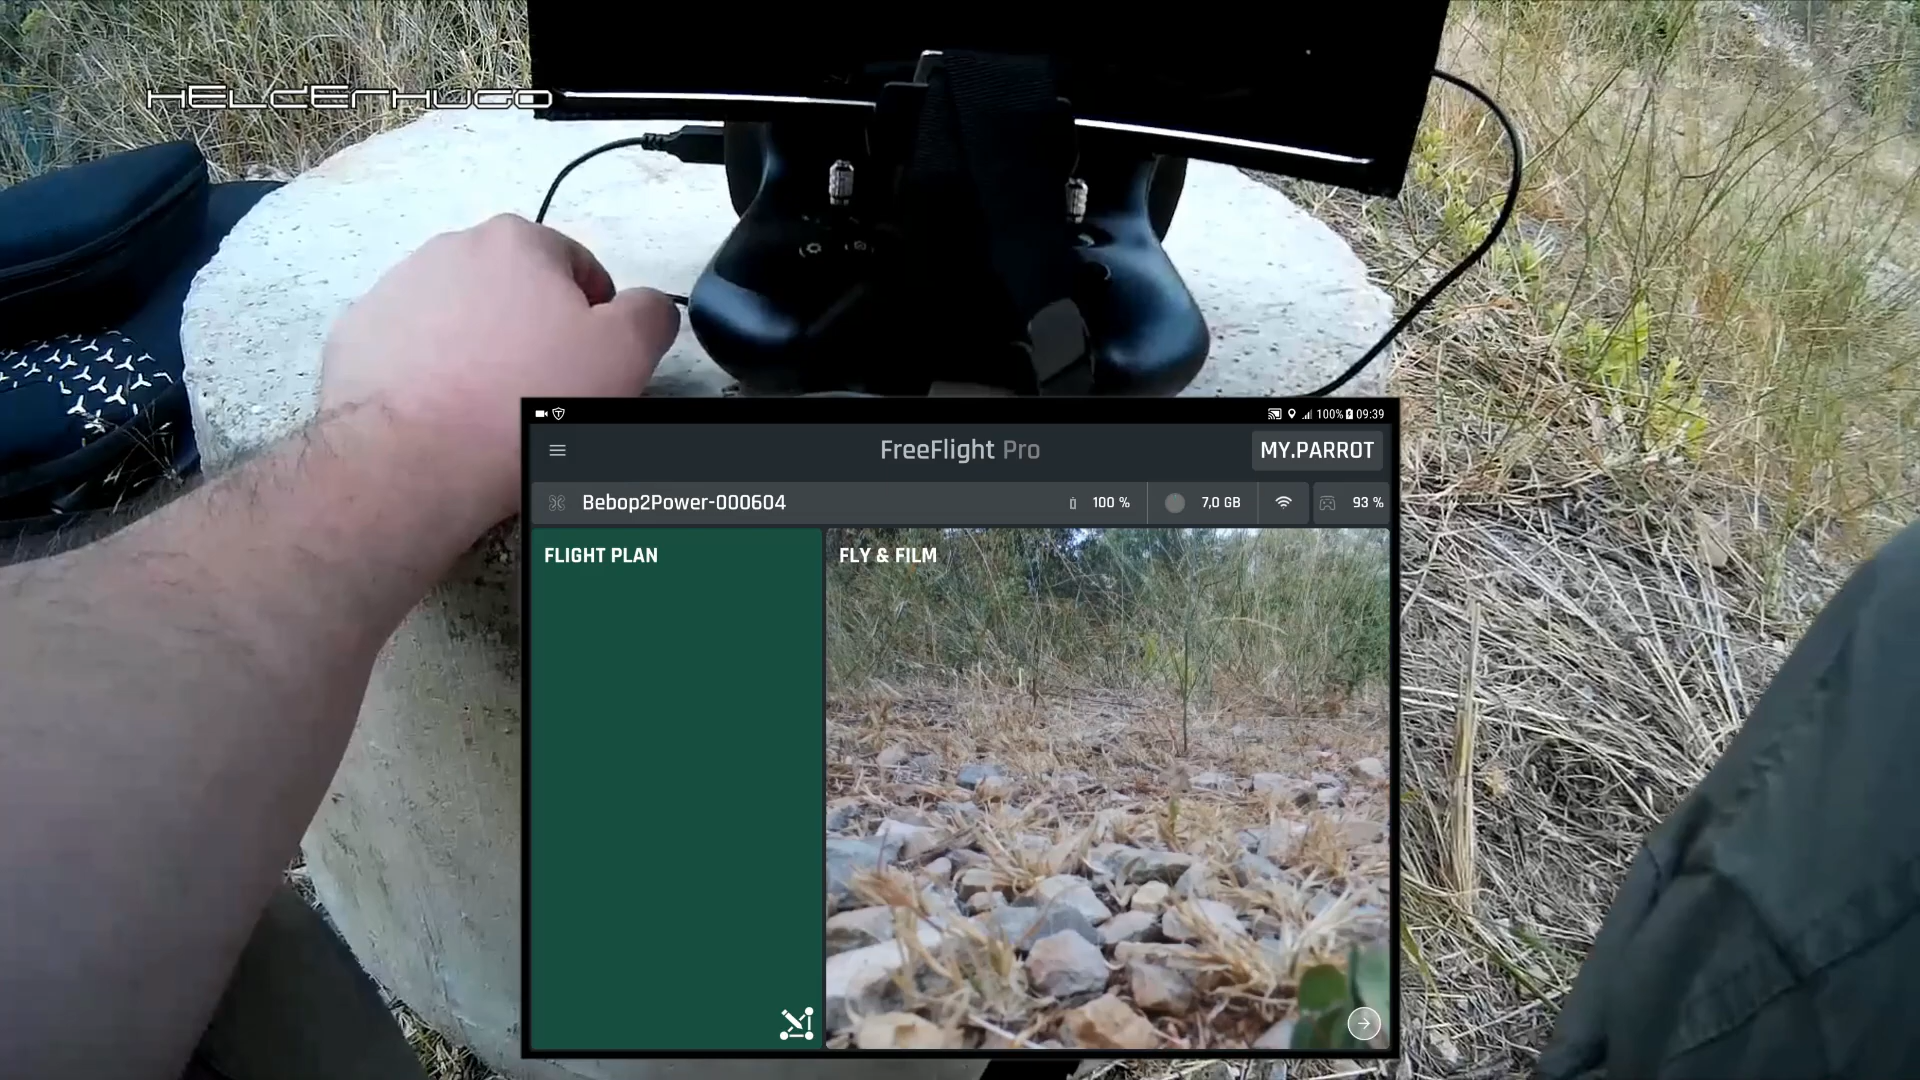 HELDERHUGO
100% 09:39
FreeFlight Pro
MY.PARROT
Bebop2Power-000604
100 %
7,0 GB
93 %
FLIGHT PLAN
FLY & FILM